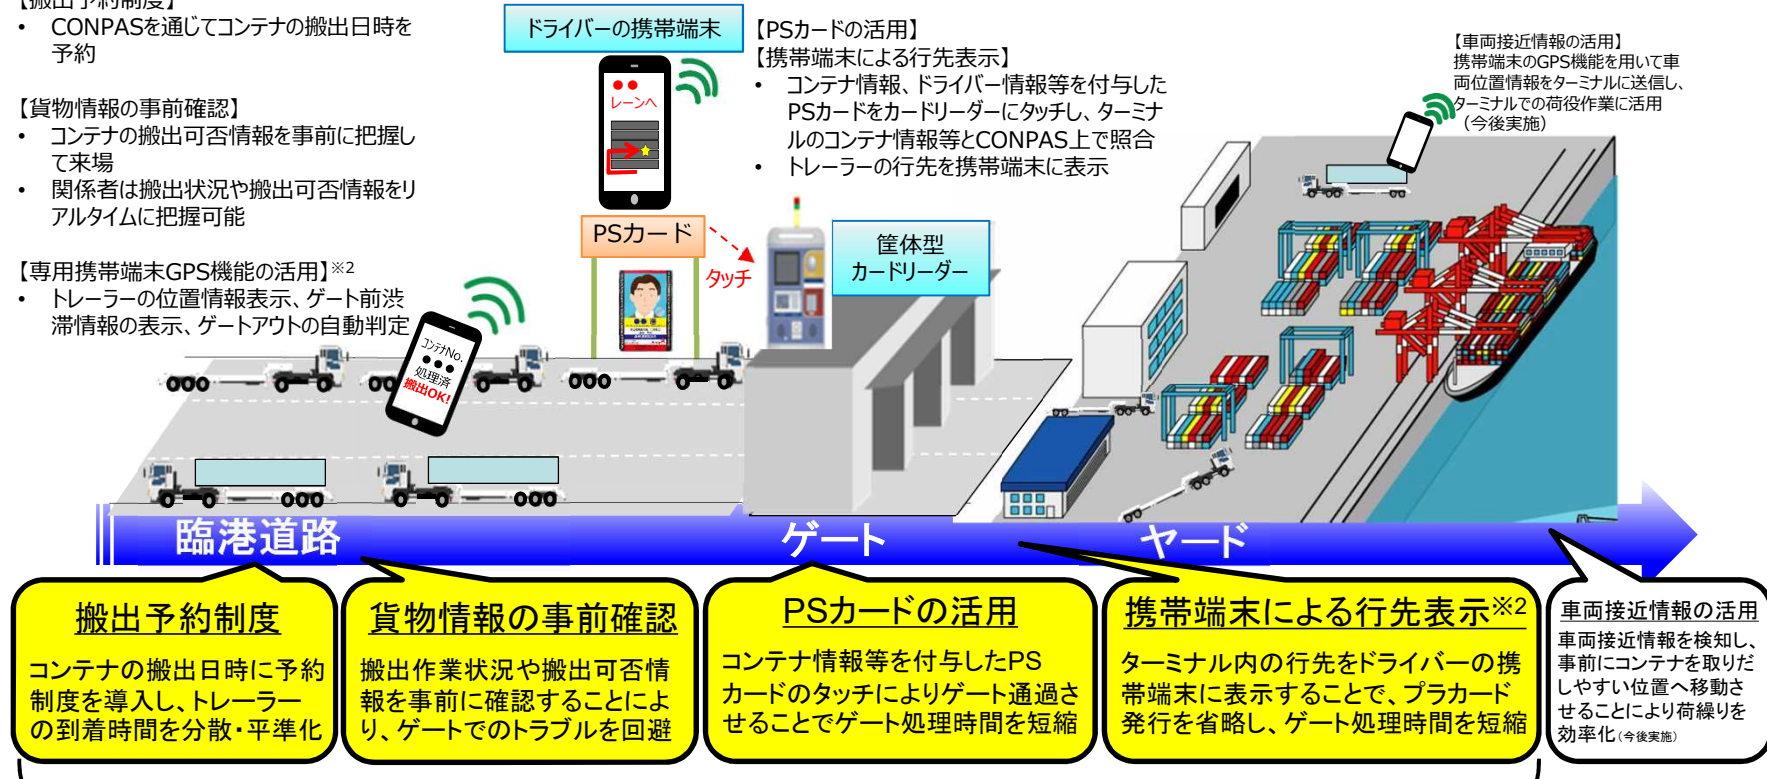 【搬出予約制度】
• CONPASを通じてコンテナの搬出日時を
予約
【貨物情報の事前確認】
• コンテナの搬出可否情報を事前に把握し
て来場
• 関係者は搬出状況や搬出可否情報をリ
アルタイムに把握可能
【専用携帯端末GPS機能の活用】※2
• トレーラーの位置情報表示、ゲート前渋
滞情報の表示、ゲートアウトの自動判定
ドライバーの携帯端末
●●
レーンへ
PSカード
タッチ
筐体型
カードリーダー
【PSカードの活用】
【携帯端末による行先表示】
• コンテナ情報、ドライバー情報等を付与した
PSカードをカードリーダーにタッチし、ターミナ
ルのコンテナ情報等とCONPAS上で照合
• トレーラーの行先を携帯端末に表示
【車両接近情報の活用】
携帯端末のGPS機能を用いて車
両位置情報をターミナルに送信し、
ターミナルでの荷役作業に活用
（今後実施）
コンテナNo.
●●●
処理済
搬出OK!
臨港道路
ゲート
ヤード
搬出予約制度
コンテナの搬出日時に予約
制度を導入し、トレーラー
の到着時間を分散・平準化
貨物情報の事前確認
搬出作業状況や搬出可否情
報を事前に確認することによ
り、ゲートでのトラブルを回避
PSカードの活用
コンテナ情報等を付与したPS
カードのタッチによりゲート通過さ
せることでゲート処理時間を短縮
携帯端末による行先表示※2
ターミナル内の行先をドライバーの携
帯端末に表示することで、プラカード
発行を省略し、ゲート処理時間を短縮
車両接近情報の活用
車両接近情報を検知し、
事前にコンテナを取りだ
しやすい位置へ移動さ
せることにより荷繰りを
効率化（今後実施）